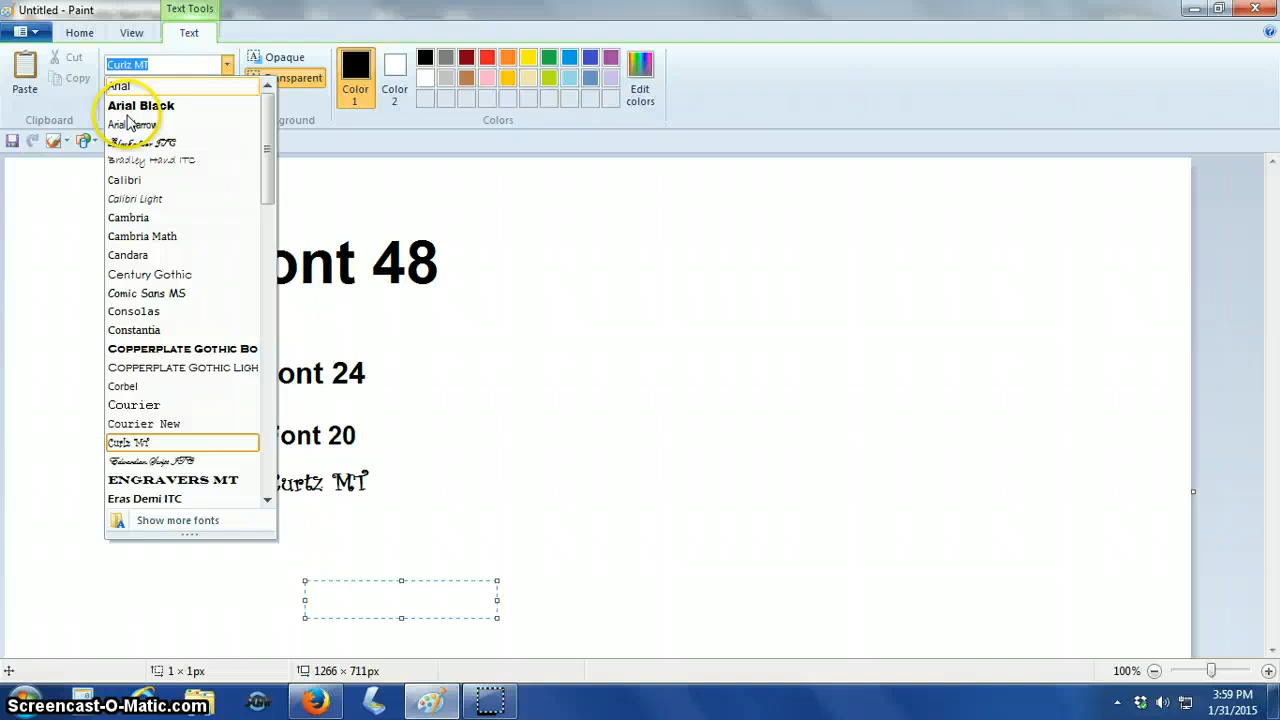 Untitled - Paint
Text Tools
Home
View
Text
Paste
Cut
Copy
Clipboard
Curlz MT
Opaque
Transparent
Color 1
Color 2
Edit colors
Colors
Arial
Arial Black
Arial Narrow
Bradley Hand ITC
Calibri
Calibri Light
Cambria
Cambria Math
Candara
Century Gothic
Comic Sans MS
Consolas
Constantia
Copperplate Gothic Bo
Copperplate Gothic Ligh
Corbel
Courier
Courier New
Curlz MT
Edwardian Script ITC
ENGRAVERS MT
Eras Demi ITC
Show more fonts
ont 48
ont 24
Font 20
Curlz MT
1 × 1px
1266 × 711px
100%
Screencast-O-Matic.com
3:59 PM
1/31/2015